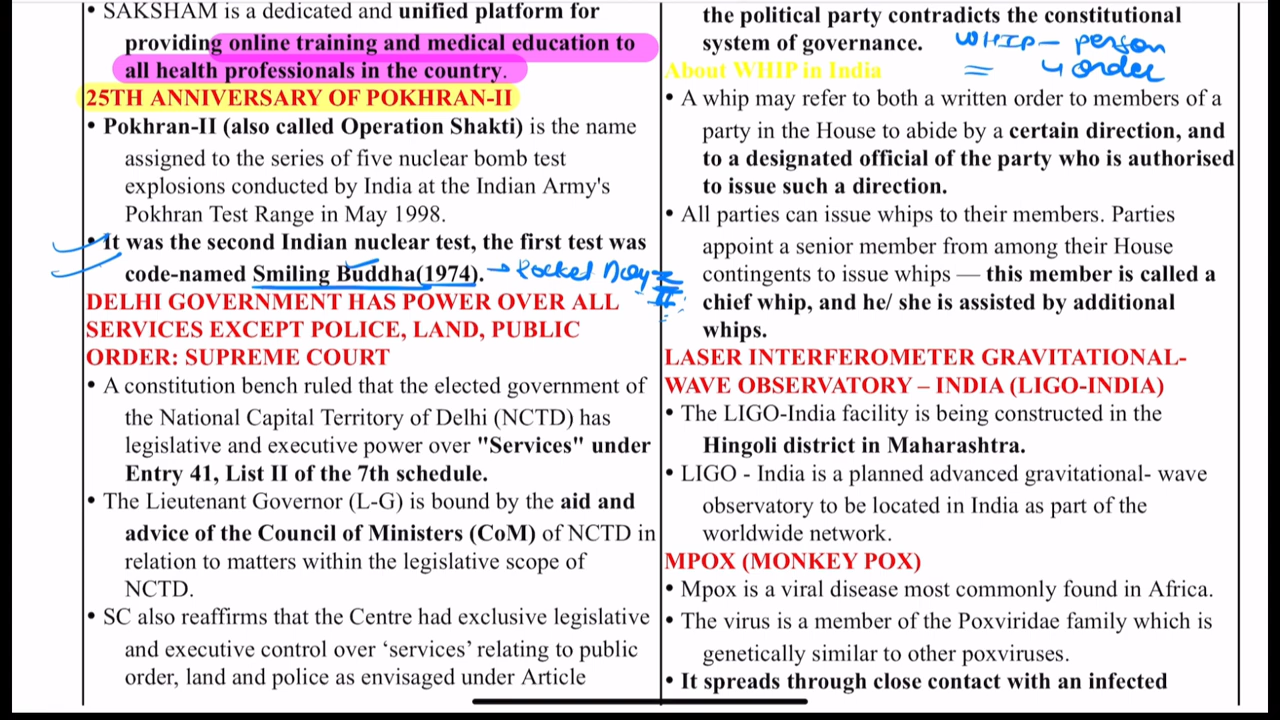 • SAKSHAM is a dedicated and unified platform for
providing online training and medical education to
all health professionals in the country.
25TH ANNIVERSARY OF POKHRAN-II
• Pokhran-II (also called Operation Shakti) is the name
assigned to the series of five nuclear bomb test
explosions conducted by India at the Indian Army's
Pokhran Test Range in May 1998.
• It was the second Indian nuclear test, the first test was
code-named Smiling Buddha(1974).
DELHI GOVERNMENT HAS POWER OVER ALL
SERVICES EXCEPT POLICE, LAND, PUBLIC
ORDER: SUPREME COURT
• A constitution bench ruled that the elected government of
the National Capital Territory of Delhi (NCTD) has
legislative and executive power over "Services" under
Entry 41, List II of the 7th schedule.
• The Lieutenant Governor (L-G) is bound by the aid and
advice of the Council of Ministers (CoM) of NCTD in
relation to matters within the legislative scope of
NCTD.
• SC also reaffirms that the Centre had exclusive legislative
and executive control over ‘services’ relating to public
order, land and police as envisaged under Article
the political party contradicts the constitutional
system of governance.
WHIP – person
order
About WHIP in India
• A whip may refer to both a written order to members of a
party in the House to abide by a certain direction, and
to a designated official of the party who is authorised
to issue such a direction.
• All parties can issue whips to their members. Parties
appoint a senior member from among their House
contingents to issue whips — this member is called a
chief whip, and he/ she is assisted by additional
whips.
LASER INTERFEROMETER GRAVITATIONAL-
WAVE OBSERVATORY – INDIA (LIGO-INDIA)
• The LIGO-India facility is being constructed in the
Hingoli district in Maharashtra.
• LIGO - India is a planned advanced gravitational- wave
observatory to be located in India as part of the
worldwide network.
MPOX (MONKEY POX)
• Mpox is a viral disease most commonly found in Africa.
• The virus is a member of the Poxviridae family which is
genetically similar to other poxviruses.
• It spreads through close contact with an infected